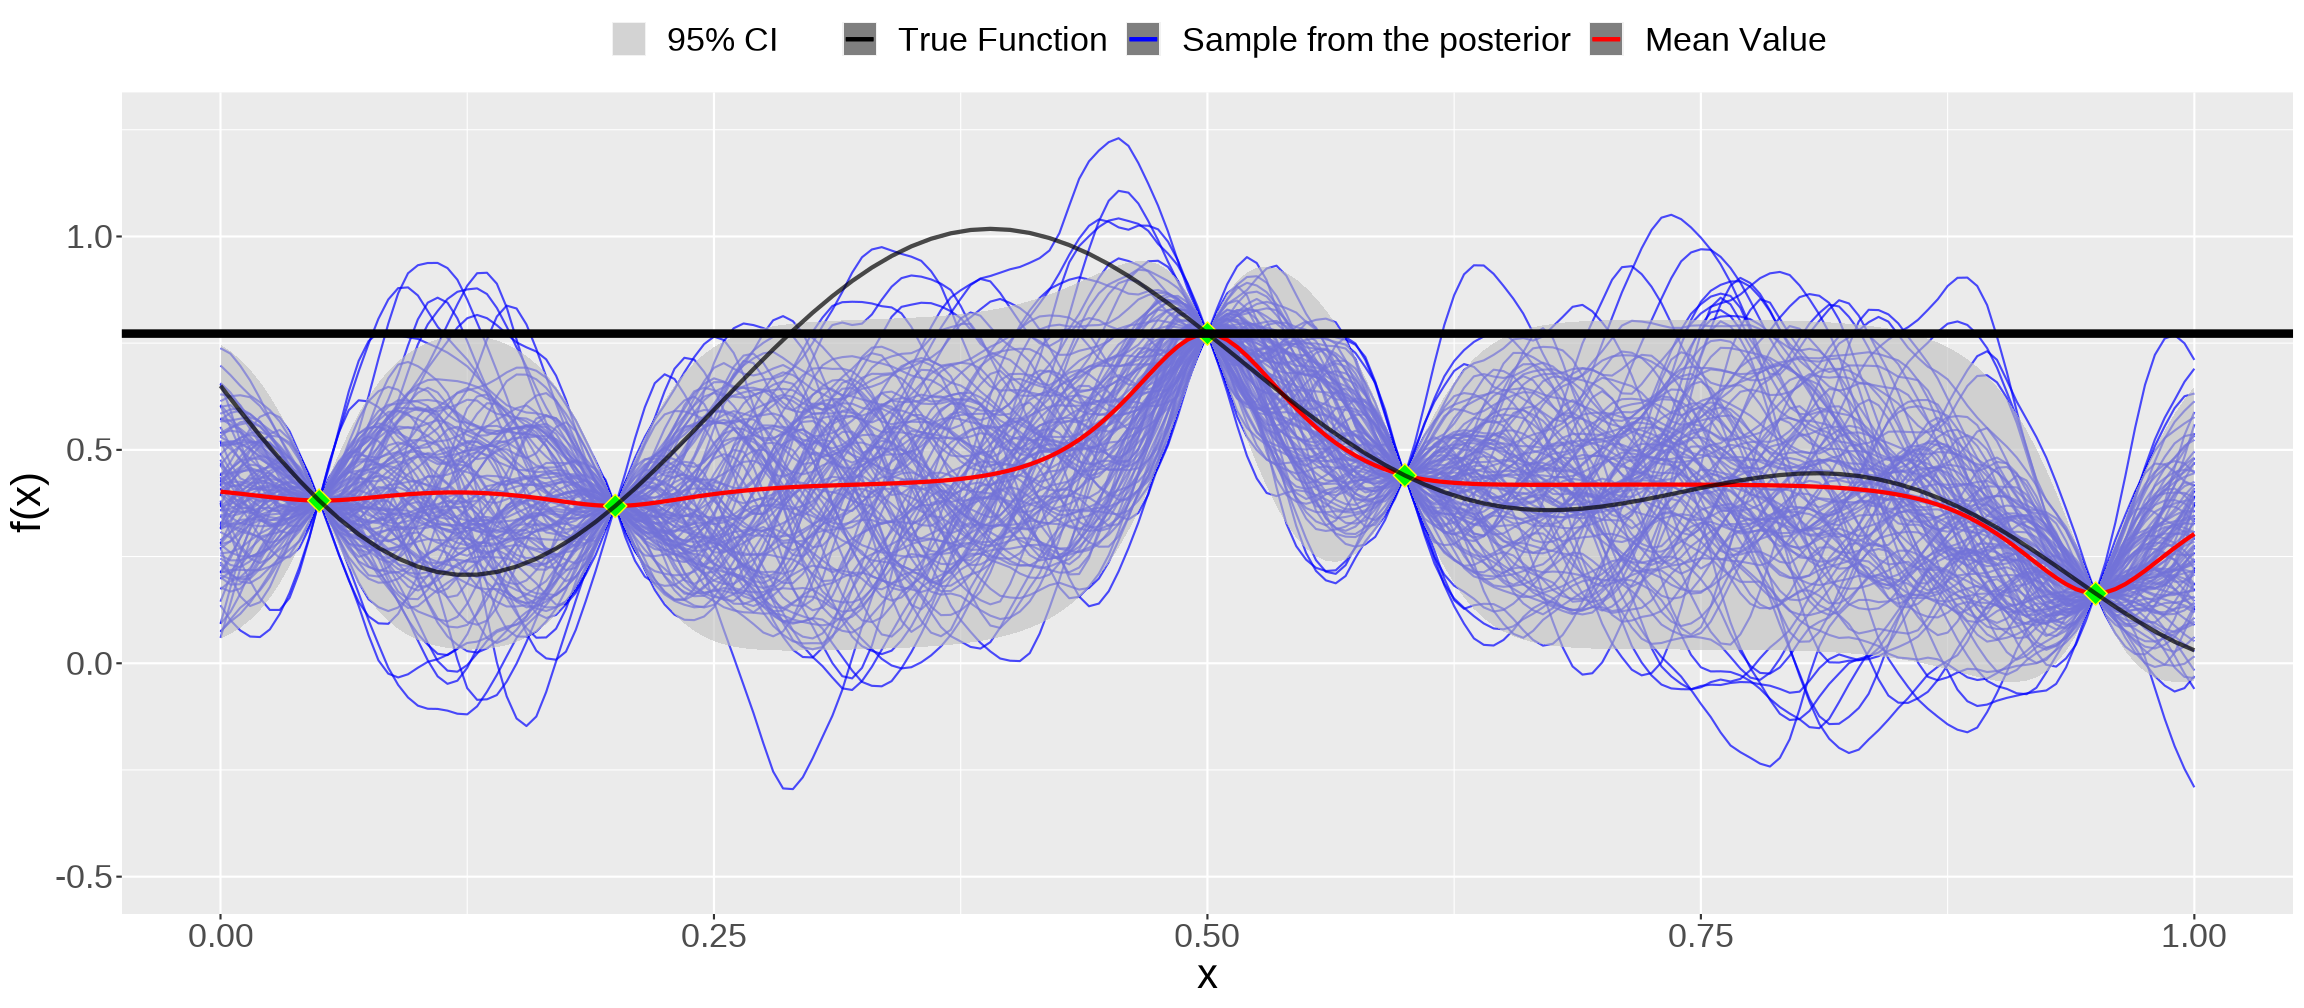 95% CI True Function Sample from the posterior Mean Value
1.0
0.5
0.0
-0.5
f(x)
0.00 0.25 0.50 0.75 1.00
x